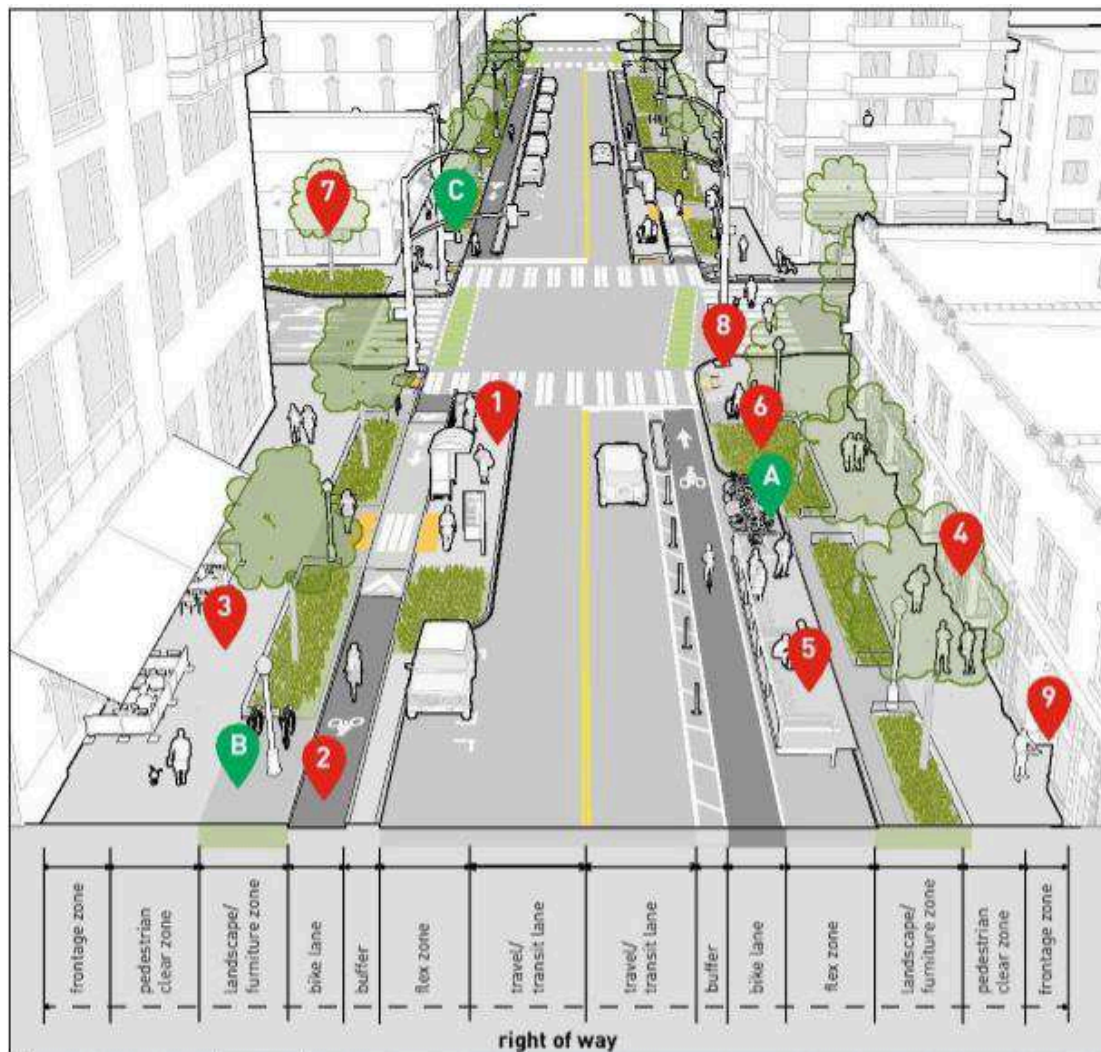 7
C
8
1
6
A
4
3
5
9
B
2
frontage zone
pedestrian
clear zone
landscape/
furniture zone
bike lane
buffer
flex zone
travel/
transit lane
travel/
transit lane
buffer
bike lane
flex zone
landscape/
furniture zone
pedestrian
clear zone
frontage zone
right of way